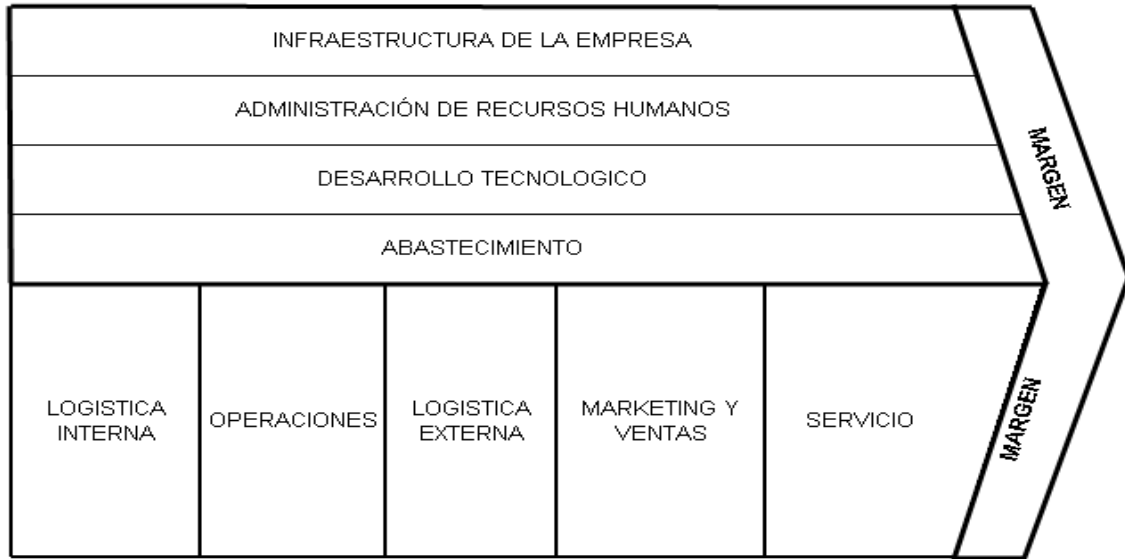 INFRAESTRUCTURA DE LA EMPRESA
ADMINISTRACIÓN DE RECURSOS HUMANOS
DESARROLLO TECNOLOGICO
ABASTECIMIENTO
MARGEN
LOGISTICA
INTERNA
OPERACIONES
LOGISTICA
EXTERNA
MARKETING Y
VENTAS
SERVICIO
MARGEN